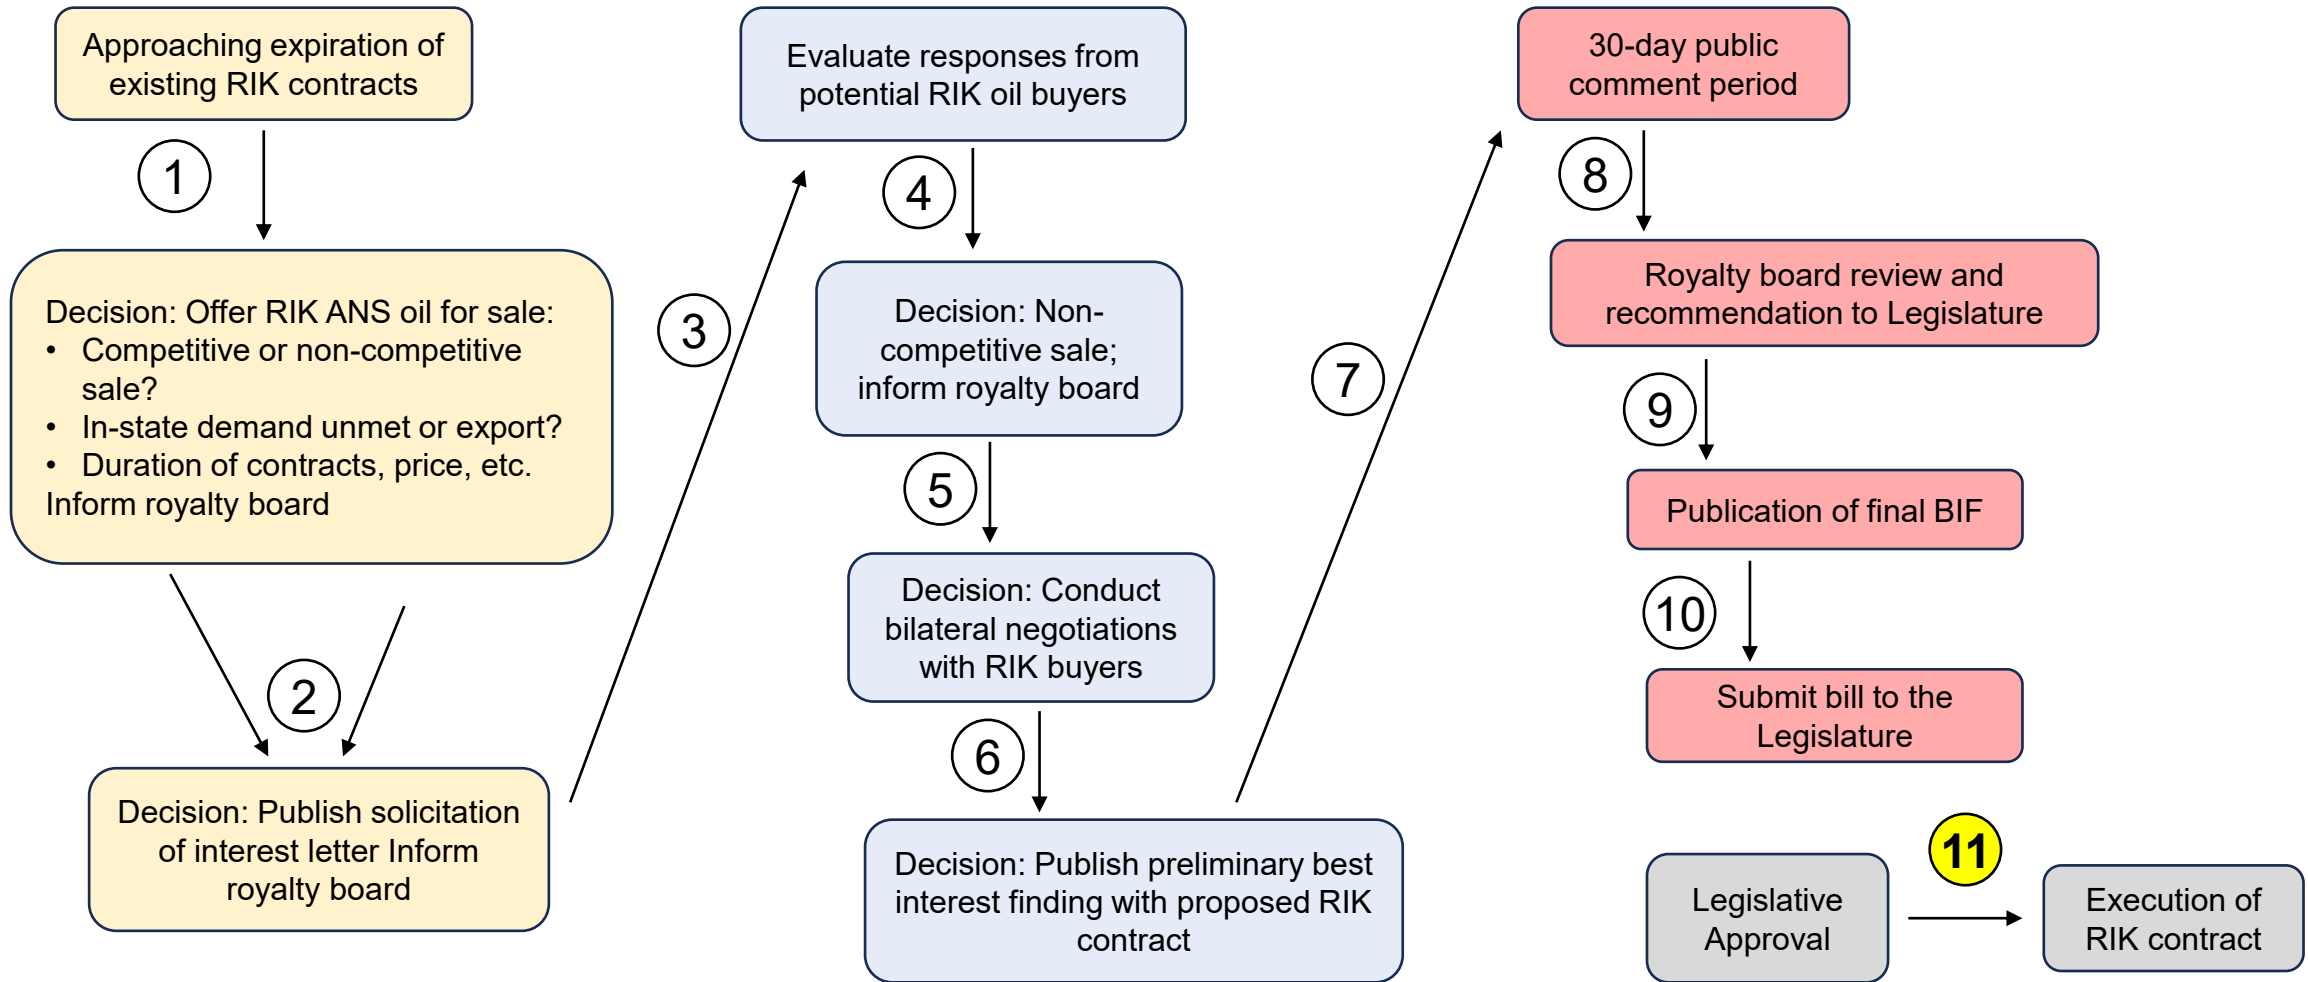 Approaching expiration of
existing RIK contracts
1
Decision: Offer RIK ANS oil for sale:
• Competitive or non-competitive
sale?
• In-state demand unmet or export?
• Duration of contracts, price, etc.
Inform royalty board
2
Decision: Publish solicitation
of interest letter Inform
royalty board
3
Evaluate responses from
potential RIK oil buyers
4
Decision: Non-
competitive sale;
inform royalty board
5
Decision: Conduct
bilateral negotiations
with RIK buyers
6
Decision: Publish preliminary best
interest finding with proposed RIK
contract
7
30-day public
comment period
8
Royalty board review and
recommendation to Legislature
9
Publication of final BIF
10
Submit bill to the
Legislature
Legislative
Approval
11
Execution of
RIK contract